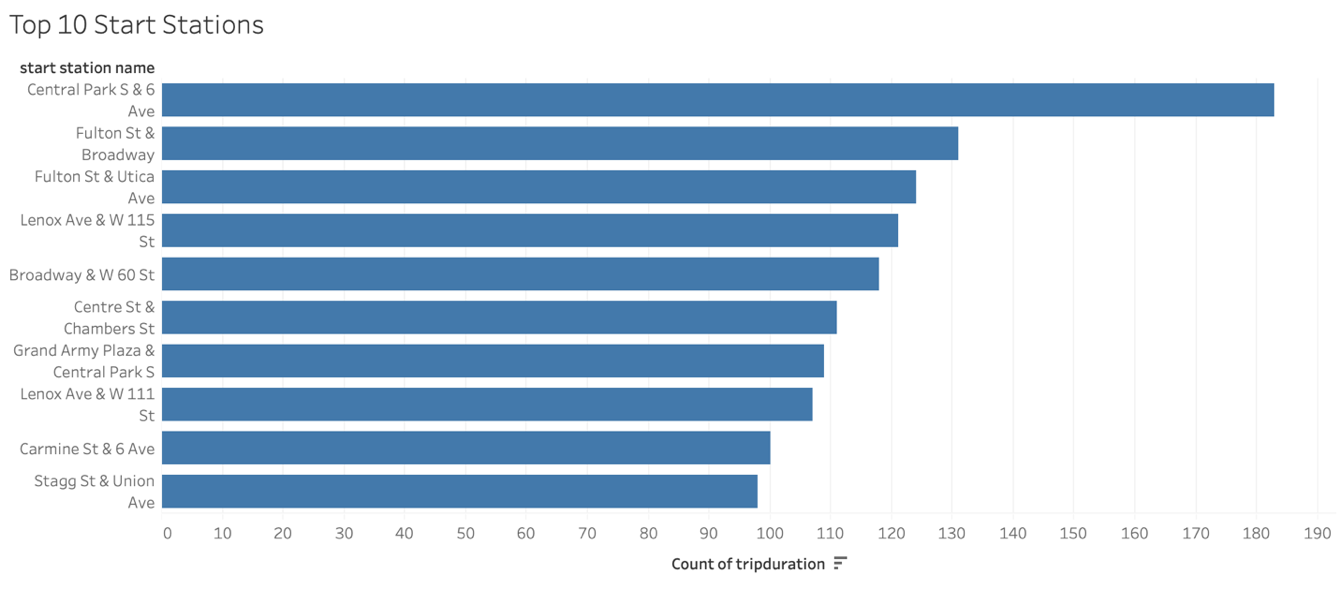 Top 10 Start Stations
start station name
Central Park S & 6
Ave
Fulton St &
Broadway
Fulton St & Utica
Ave
Lenox Ave & W 115
St
Broadway & W 60 St
Centre St &
Chambers St
Grand Army Plaza &
Central Park S
Lenox Ave & W 111
St
Carmine St & 6 Ave
Stagg St & Union
Ave
0 10 20 30 40 50 60 70 80 90 100 110 120 130 140 150 160 170 180 190
Count of tripduration